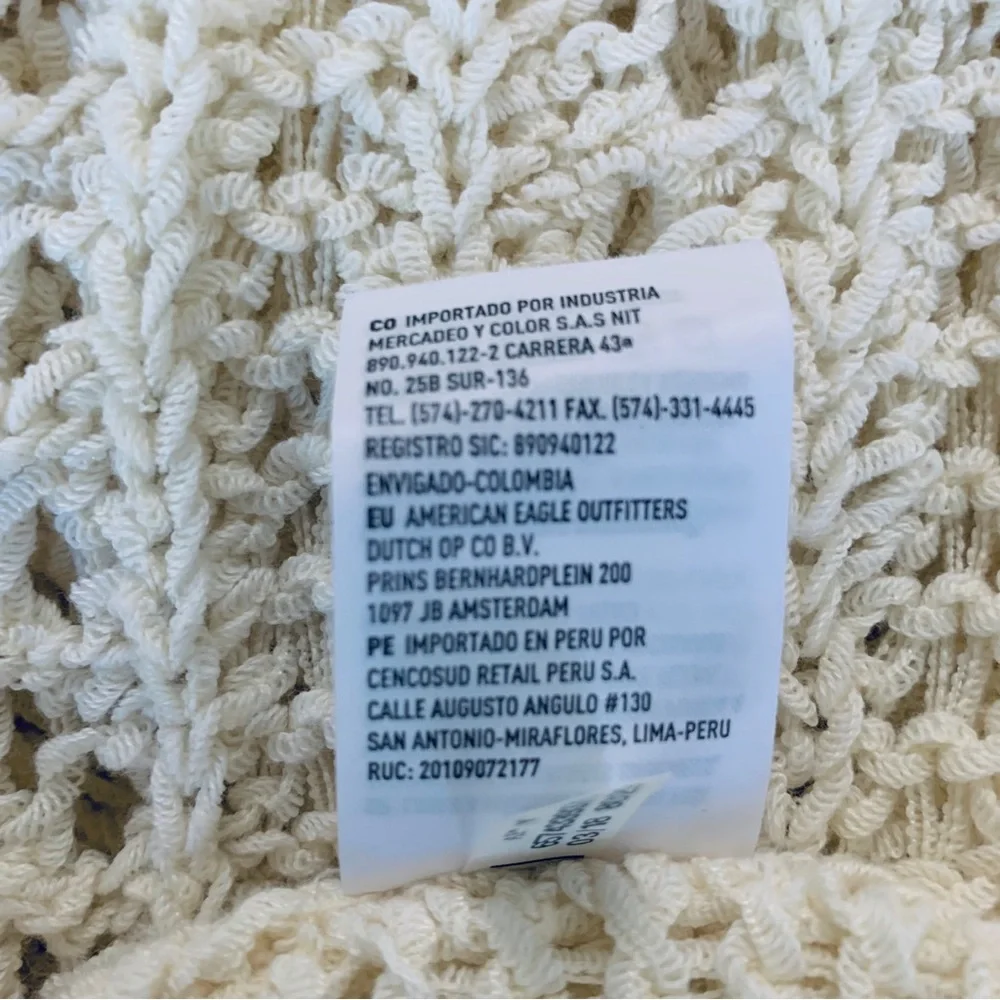 CO IMPORTADO POR INDUSTRIA
MERCADEO Y COLOR S.A.S NIT
890.940.122-2 CARRERA 43ª
NO. 25B SUR-136
TEL. (574)-270-4211 FAX. (574)-331-4445
REGISTRO SIC: 890940122
ENVIGADO-COLOMBIA
EU AMERICAN EAGLE OUTFITTERS
DUTCH OP CO B.V.
PRINS BERNHARDPLEIN 200
1097 JB AMSTERDAM
PE IMPORTADO EN PERU POR
CENCOSUD RETAIL PERU S.A.
CALLE AUGUSTO ANGULO #130
SAN ANTONIO-MIRAFLORES, LIMA-PERU
RUC: 20109072177
03/18